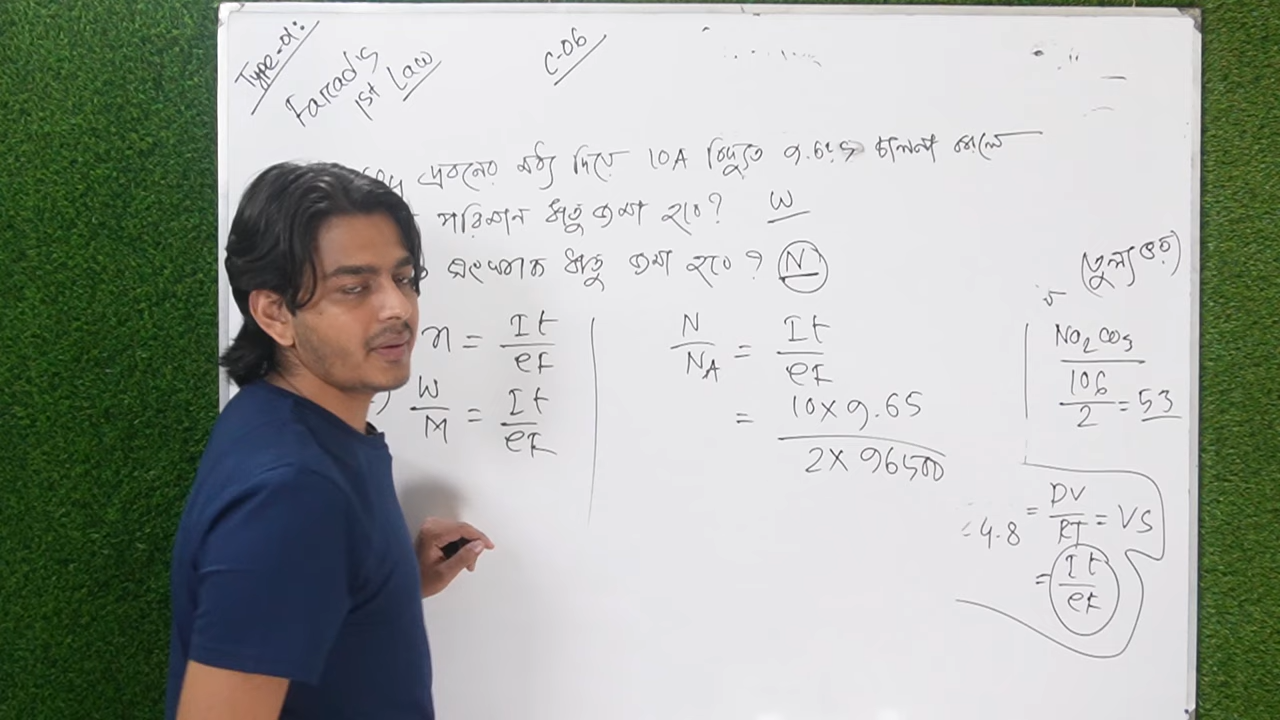 Type-01:
Faraday's
1st Law
C-06
দ্রবণের মধ্য দিয়ে 10A বিদ্যুৎ 9.65s চালনা করলে
পরিমান ধাতু জমা হবে? W
সংখ্যক ধাতু জমা হবে? N
n = It/eF
W/M = It/eF
N/NA = It/eF
= 10×9.65/2×96500
(তুল্য ভর)
Na2CO3
106/2 = 53
= 4.8
= PV/RT = VS
= It/eF